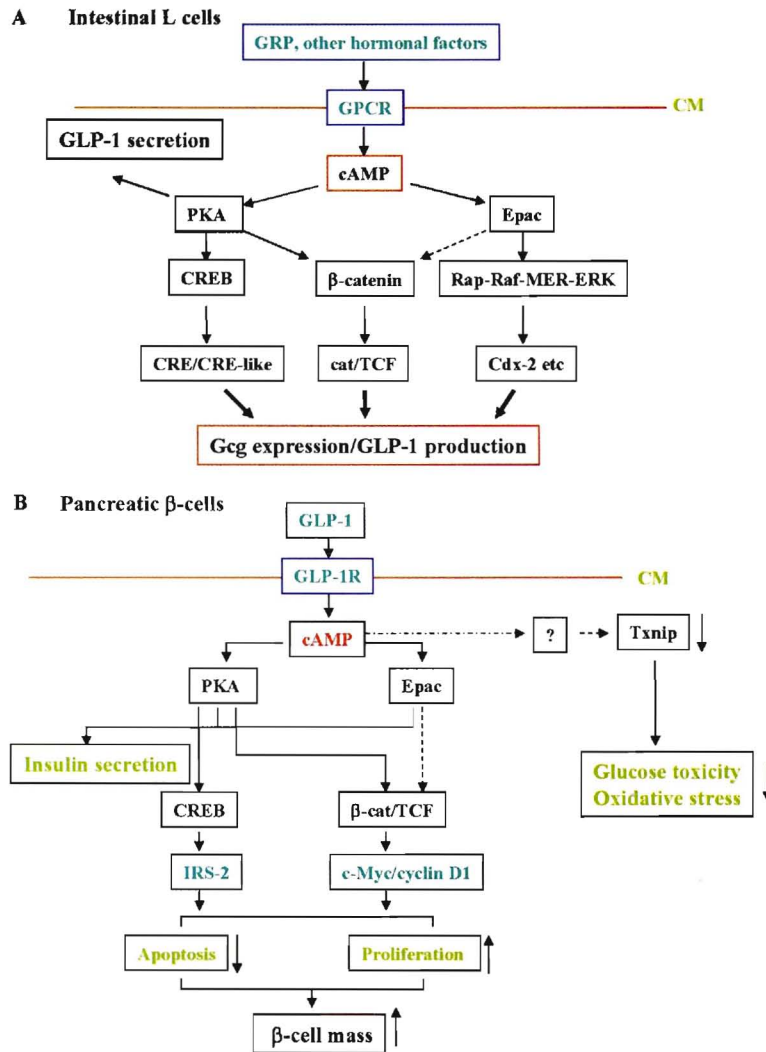 A Intestinal L cells
GRP, other hormonal factors
GPCR
CM
GLP-1 secretion
cAMP
PKA
Epac
CREB
β-catenin
Rap-Raf-MER-ERK
CRE/CRE-like
cat/TCF
Cdx-2 etc
Gcg expression/GLP-1 production
B Pancreatic β-cells
GLP-1
GLP-1R
CM
cAMP
?
Txnip
PKA
Epac
Insulin secretion
Glucose toxicity
Oxidative stress
CREB
β-cat/TCF
IRS-2
c-Myc/cyclin D1
Apoptosis
Proliferation
β-cell mass